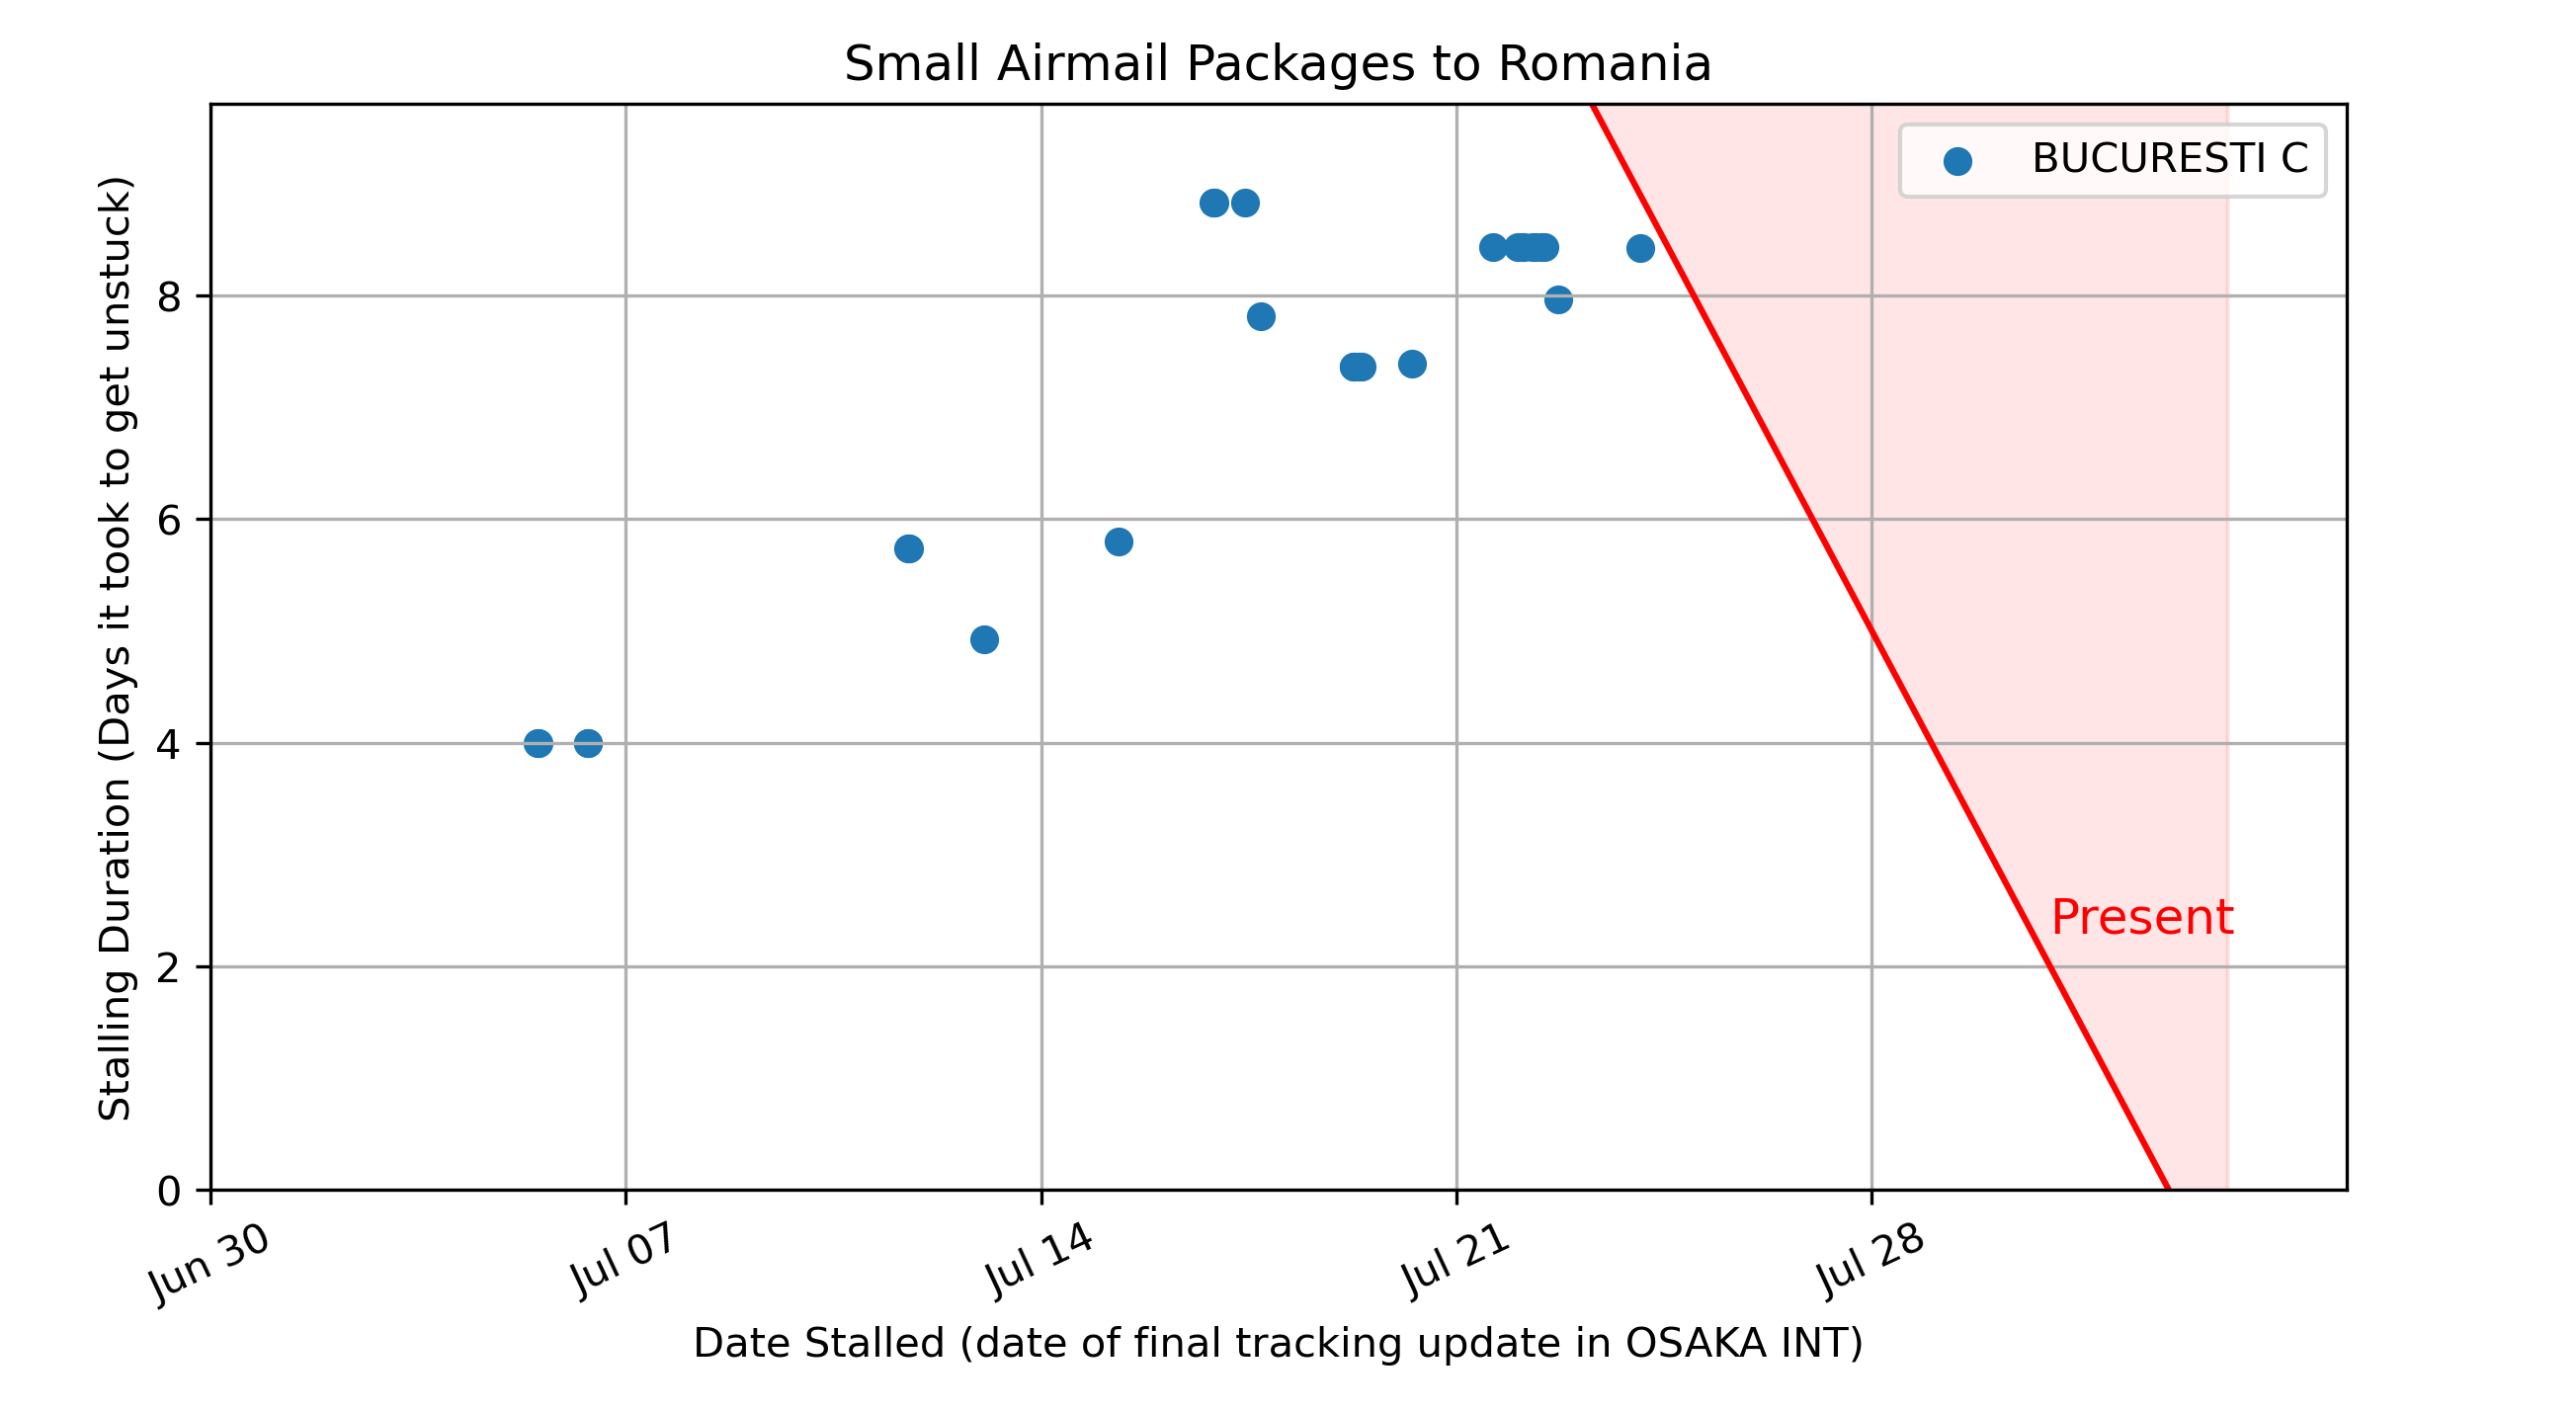 Small Airmail Packages to Romania
BUCURESTI C
Stalling Duration (Days it took to get unstuck)
8
6
4
2
0
Present
Jun 30
Jul 07
Jul 14
Jul 21
Jul 28
Date Stalled (date of final tracking update in OSAKA INT)